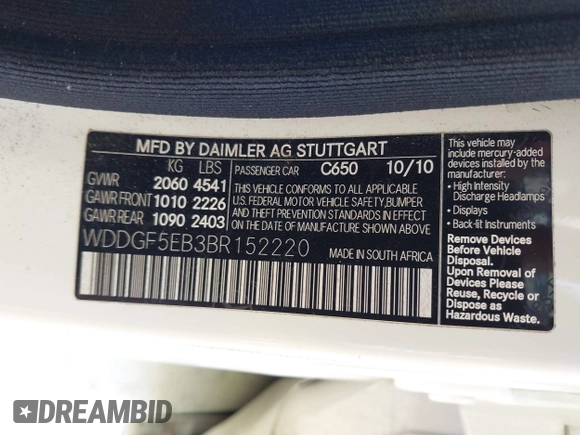 MFD BY DAIMLER AG STUTTGART
KG LBS PASSENGER CAR C650 10/10
GVWR 2060 4541
GAWR FRONT 1010 2226
GAWR REAR 1090 2403
THIS VEHICLE CONFORMS TO ALL APPLICABLE
U.S. FEDERAL MOTOR VEHICLE SAFETY, BUMPER
AND THEFT PREVENTION STANDARDS IN EFFECT
ON THE DATE OF MANUFACTURE SHOWN ABOVE.
WDDGF5EB3BR152220
MADE IN SOUTH AFRICA
This vehicle may
include mercury-added
devices installed by the
manufacturer:
• High Intensity
Discharge Headlamps
• Displays
• Back-lit Instruments
Remove Devices
Before Vehicle
Disposal.
Upon Removal of
Devices Please
Reuse, Recycle or
Dispose as
Hazardous Waste.
DREAMBID